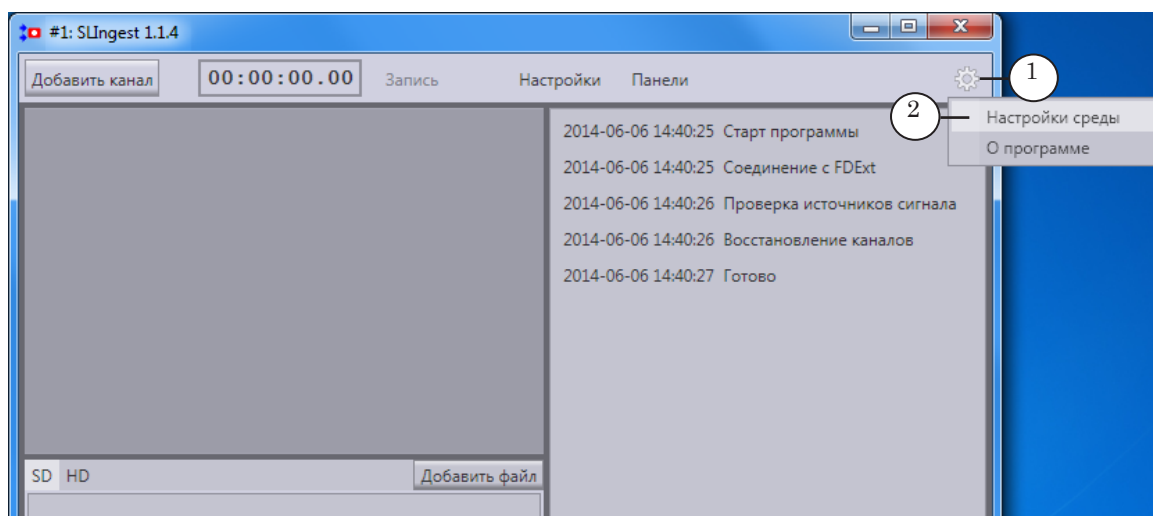 #1: SLIngest 1.1.4
Добавить канал 00:00:00.00 Запись Настройки Панели
1
2
Настройки среды
О программе
2014-06-06 14:40:25 Старт программы
2014-06-06 14:40:25 Соединение с FDExt
2014-06-06 14:40:26 Проверка источников сигнала
2014-06-06 14:40:26 Восстановление каналов
2014-06-06 14:40:27 Готово
SD HD Добавить файл